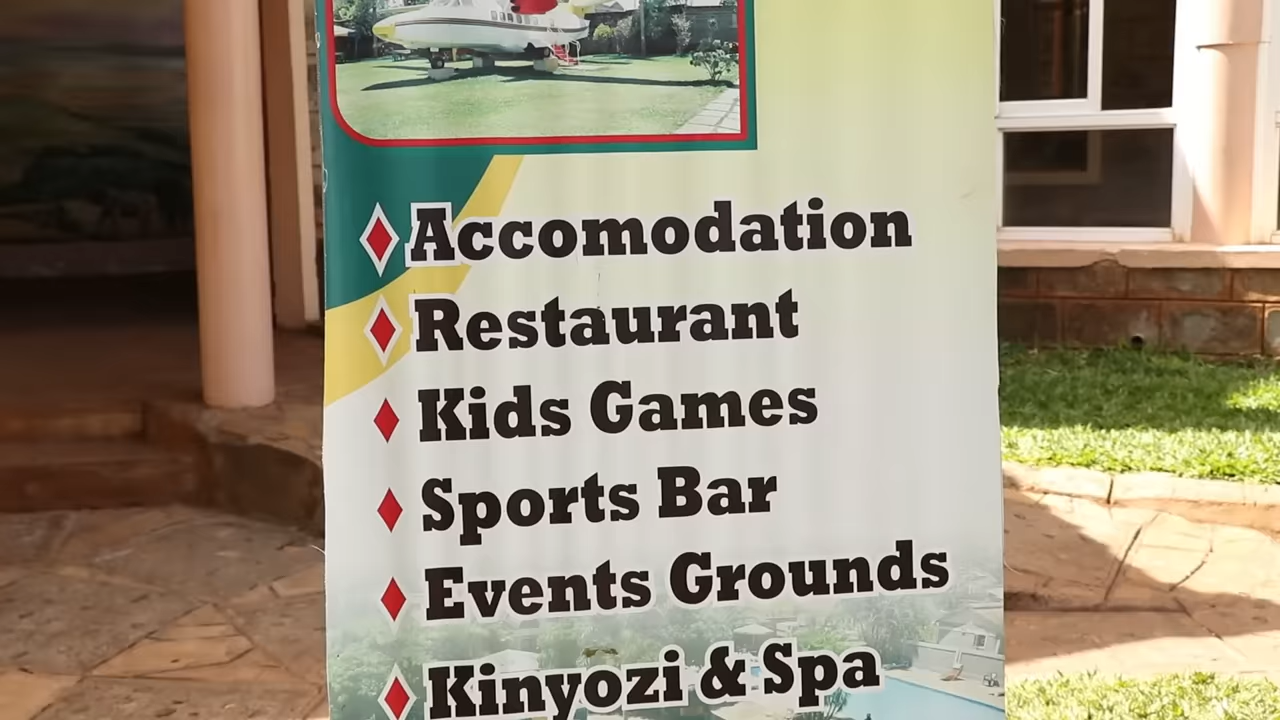 Accomodation
Restaurant
Kids Games
Sports Bar
Events Grounds
Kinyozi & Spa